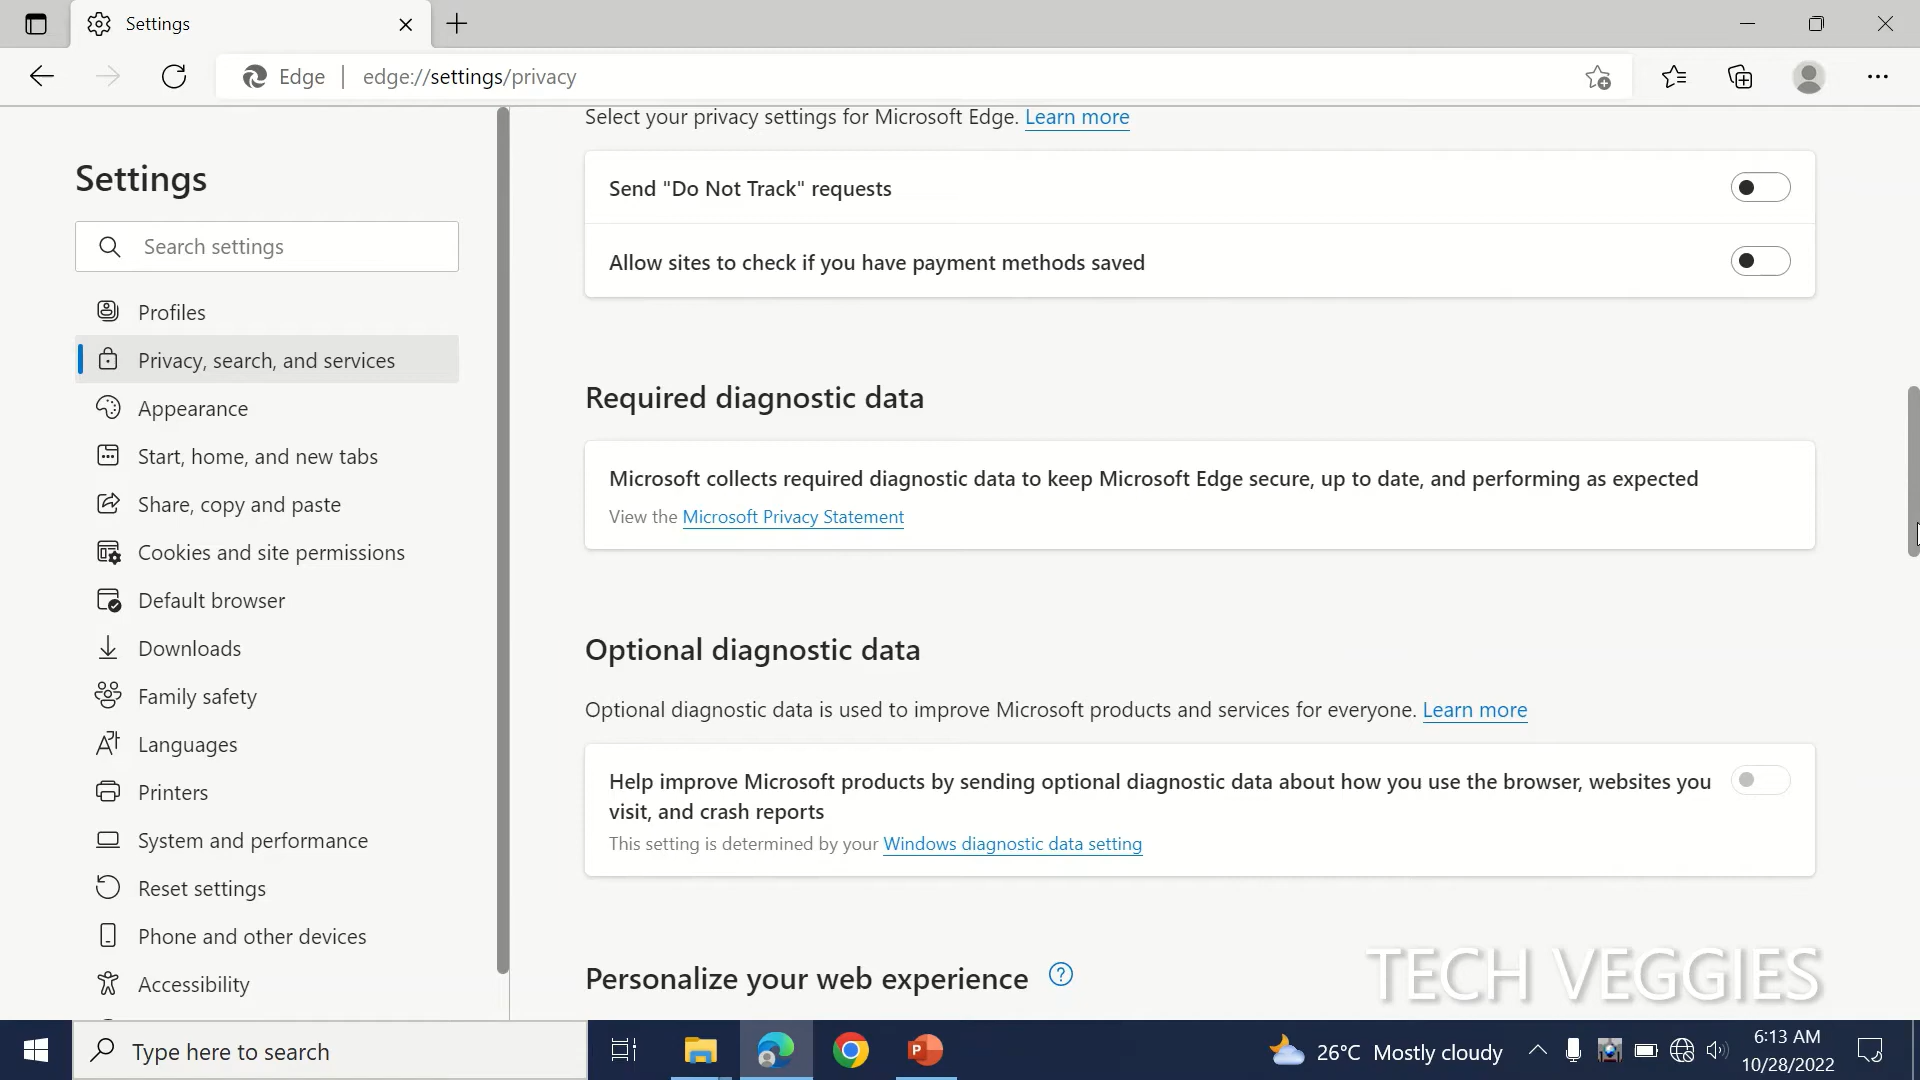 Settings
Edge | edge://settings/privacy
Settings
Search settings
Profiles
Privacy, search, and services
Appearance
Start, home, and new tabs
Share, copy and paste
Cookies and site permissions
Default browser
Downloads
Family safety
Languages
Printers
System and performance
Reset settings
Phone and other devices
Accessibility
Select your privacy settings for Microsoft Edge. Learn more
Send "Do Not Track" requests
Allow sites to check if you have payment methods saved
Required diagnostic data
Microsoft collects required diagnostic data to keep Microsoft Edge secure, up to date, and performing as expected
View the Microsoft Privacy Statement
Optional diagnostic data
Optional diagnostic data is used to improve Microsoft products and services for everyone. Learn more
Help improve Microsoft products by sending optional diagnostic data about how you use the browser, websites you
visit, and crash reports
This setting is determined by your Windows diagnostic data setting
Personalize your web experience
TECH VEGGIES
Type here to search
26°C Mostly cloudy
6:13 AM
10/28/2022